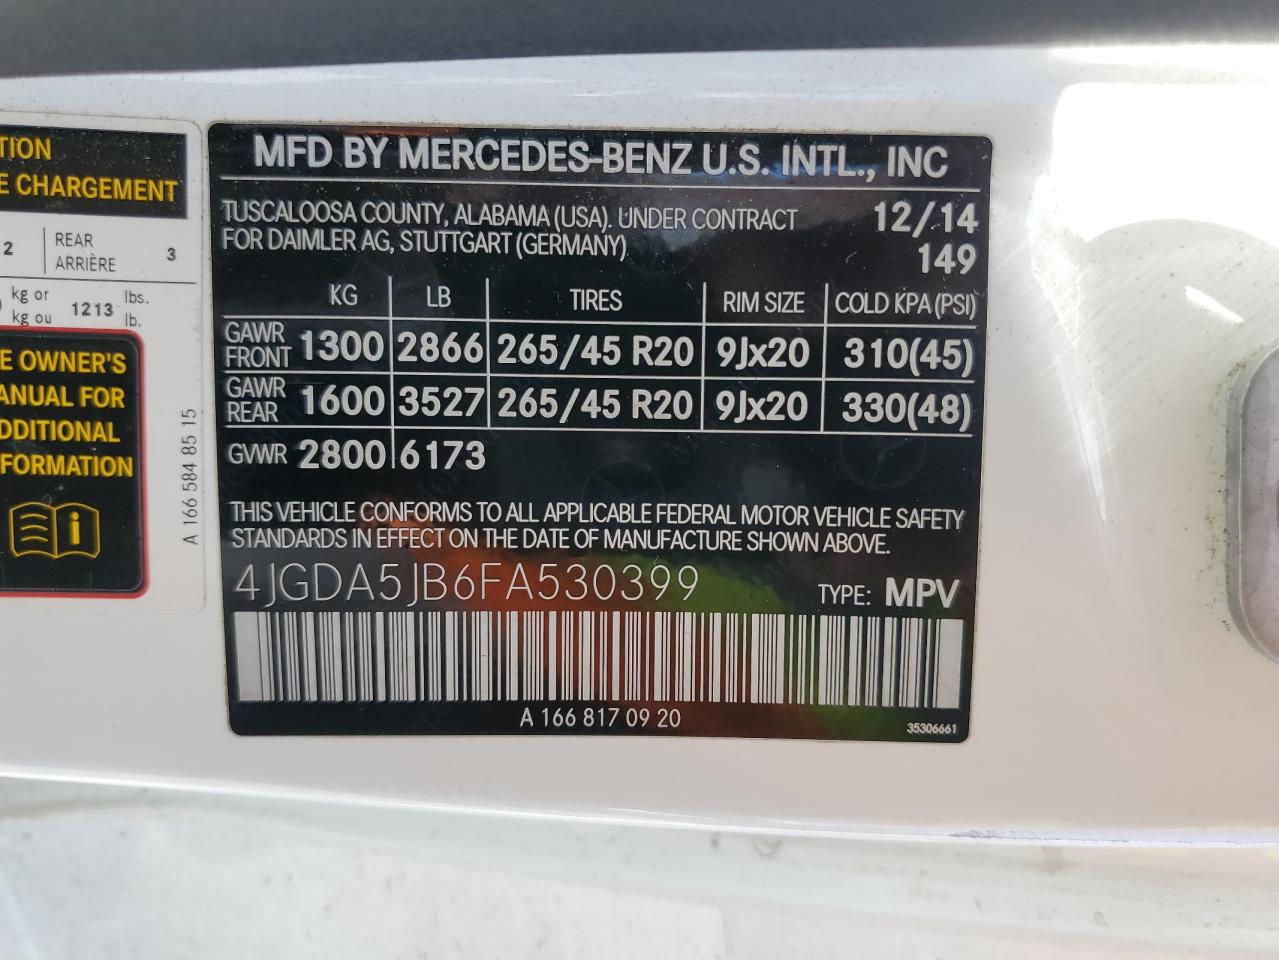 TION
E CHARGEMENT
2 REAR 3
ARRIÈRE
kg or 1213 lbs.
kg ou lb.
E OWNER'S
ANUAL FOR
DDITIONAL
FORMATION
A 166 584 85 15
MFD BY MERCEDES-BENZ U.S. INTL., INC
TUSCALOOSA COUNTY, ALABAMA (USA). UNDER CONTRACT 12/14
FOR DAIMLER AG, STUTTGART (GERMANY) 149
KG LB TIRES RIM SIZE COLD KPA (PSI)
GAWR FRONT 1300 2866 265/45 R20 9Jx20 310(45)
GAWR REAR 1600 3527 265/45 R20 9Jx20 330(48)
GVWR 2800 6173
THIS VEHICLE CONFORMS TO ALL APPLICABLE FEDERAL MOTOR VEHICLE SAFETY
STANDARDS IN EFFECT ON THE DATE OF MANUFACTURE SHOWN ABOVE.
4JGDA5JB6FA530399 TYPE: MPV
A 166 817 09 20
35306661